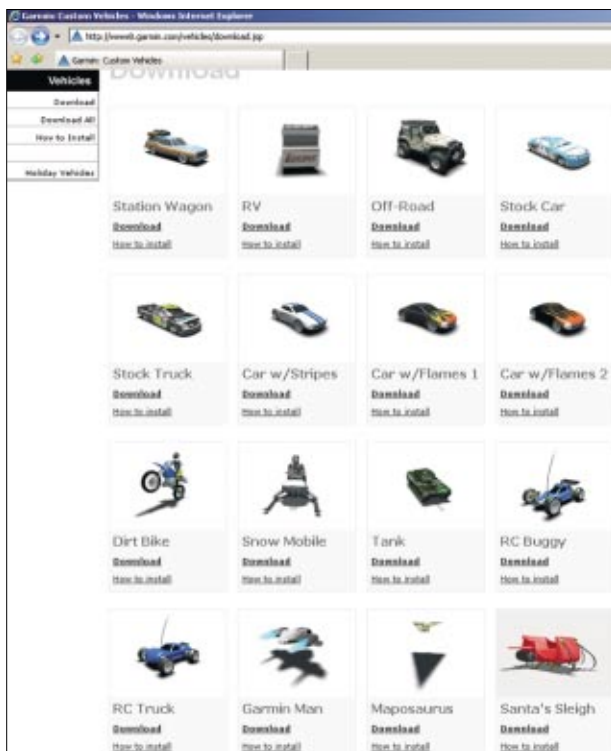 Garmin Custom Vehicles - Windows Internet Explorer
http://www8.garmin.com/vehicles/download.jsp
Garmin: Custom Vehicles
Vehicles
Download
Download All
How to Install
Holiday Vehicles
Download
Station Wagon RV Off-Road Stock Car
Download Download Download Download
How to install How to install How to install How to install
Stock Truck Car w/Stripes Car w/Flames 1 Car w/Flames 2
Download Download Download Download
How to install How to install How to install How to install
Dirt Bike Snow Mobile Tank RC Buggy
Download Download Download Download
How to install How to install How to install How to install
RC Truck Garmin Man Maposaurus Santa's Sleigh
Download Download Download Download
How to install How to install How to install How to install